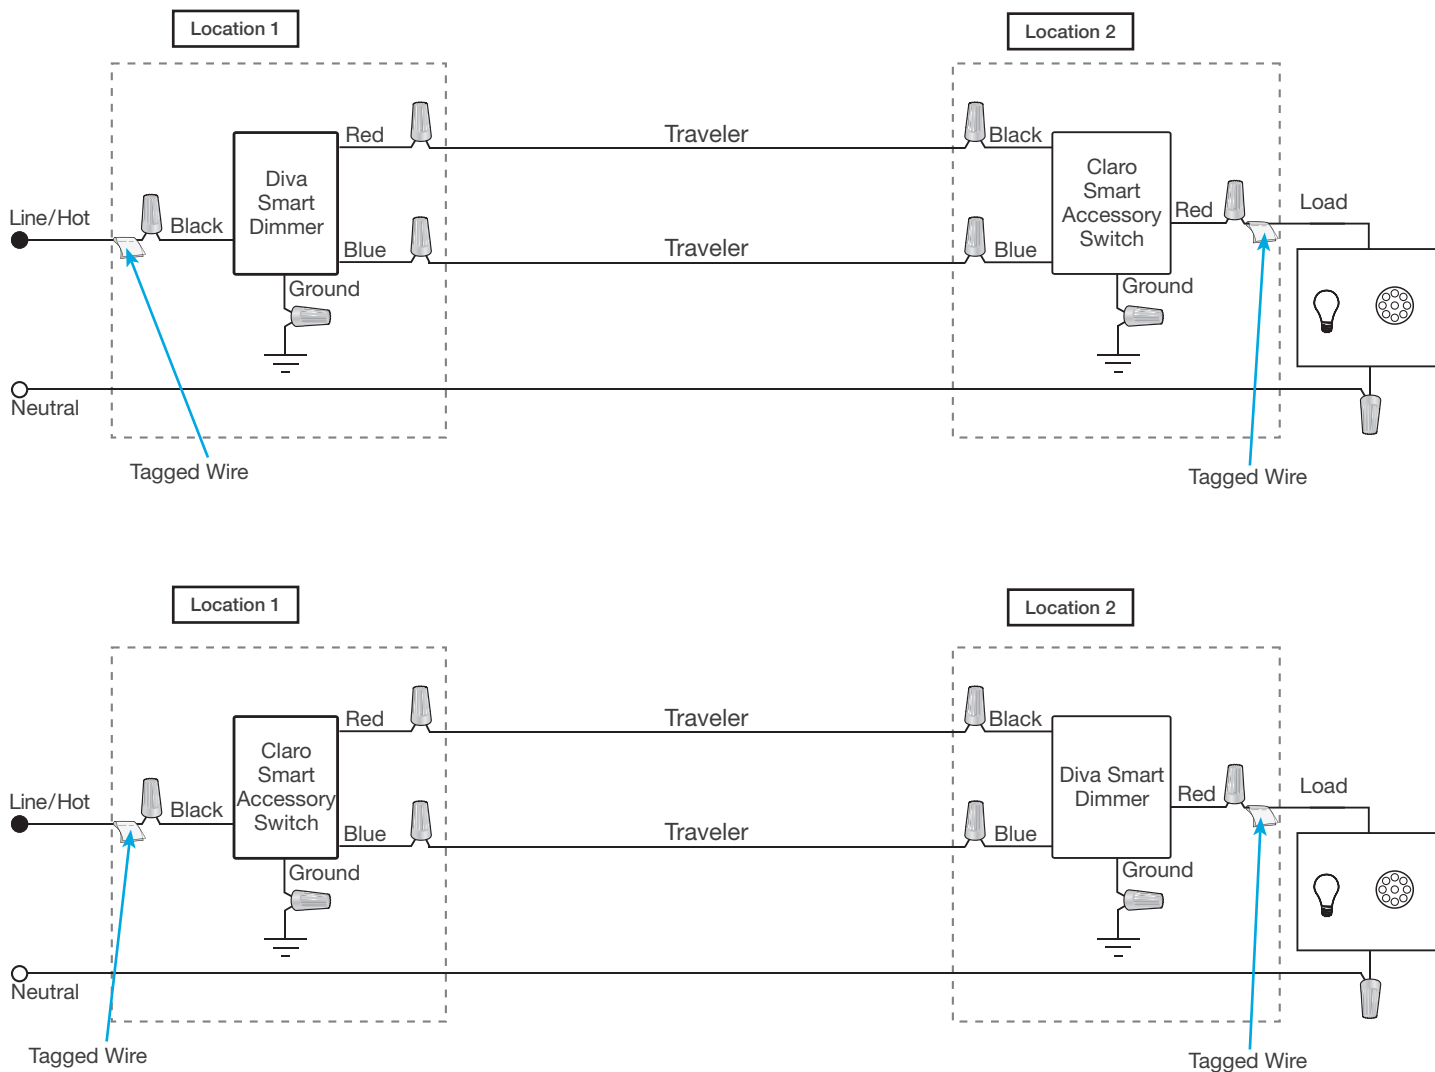 Location 1
Location 2
Red
Traveler
Black
Diva
Smart
Dimmer
Claro
Smart
Accessory
Switch
Line/Hot
Black
Red
Load
Blue
Traveler
Blue
Ground
Ground
Neutral
Tagged Wire
Tagged Wire
Location 1
Location 2
Red
Traveler
Black
Claro
Smart
Accessory
Switch
Diva Smart
Dimmer
Line/Hot
Black
Red
Load
Blue
Traveler
Blue
Ground
Ground
Neutral
Tagged Wire
Tagged Wire